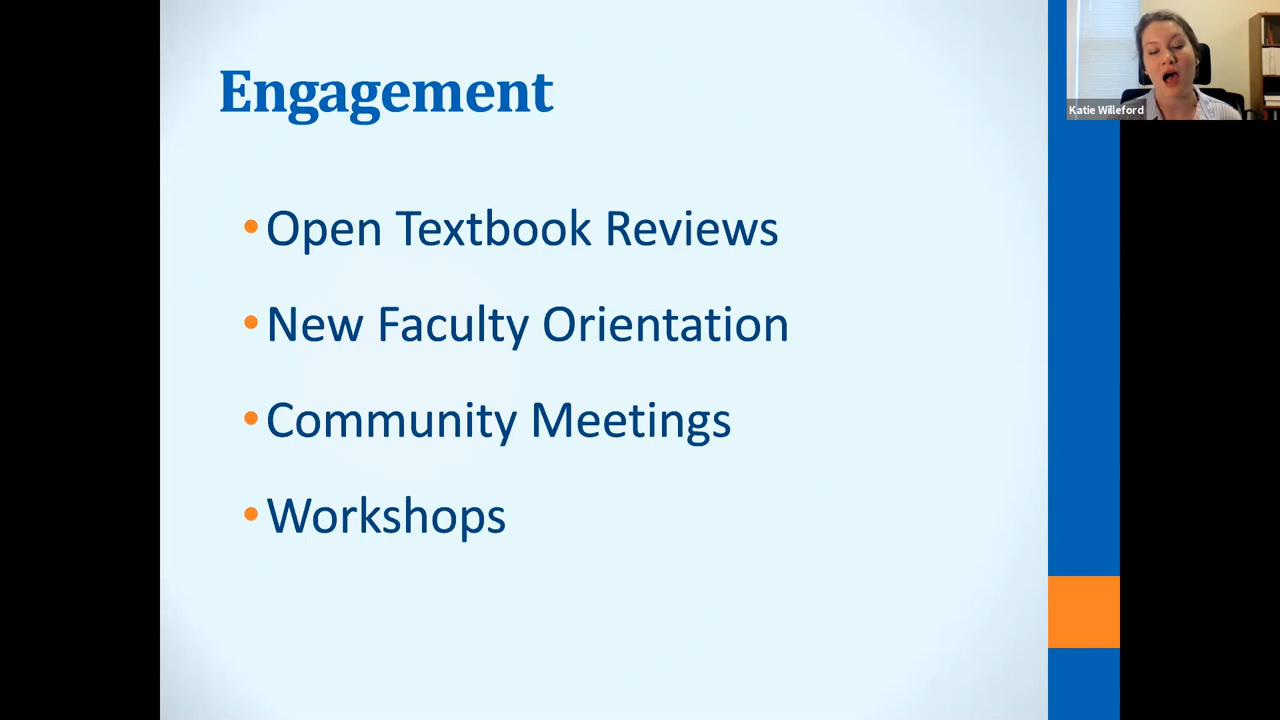 Engagement
Katie Willeford
•Open Textbook Reviews
•New Faculty Orientation
•Community Meetings
•Workshops